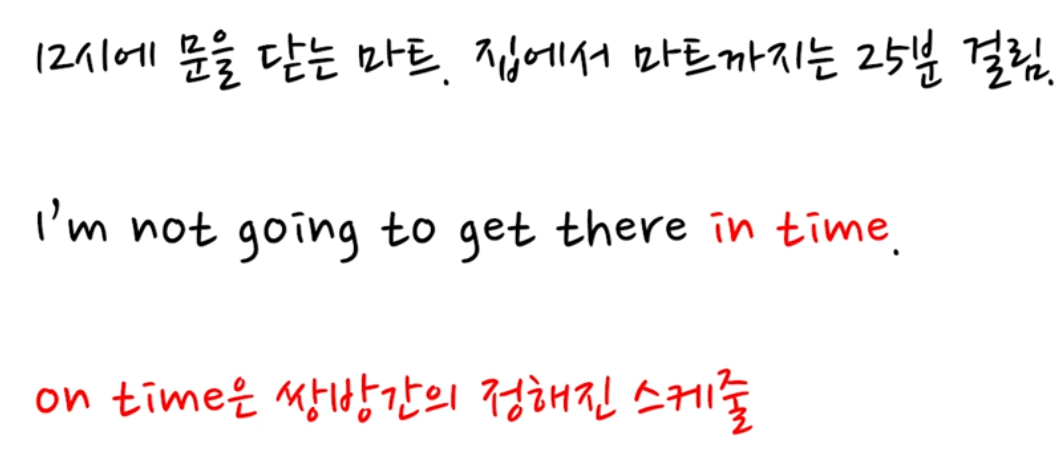 12시에 문을 닫는 마트. 집에서 마트까지는 25분 걸림.
I'm not going to get there in time.
on time은 쌍방간의 정해진 스케줄